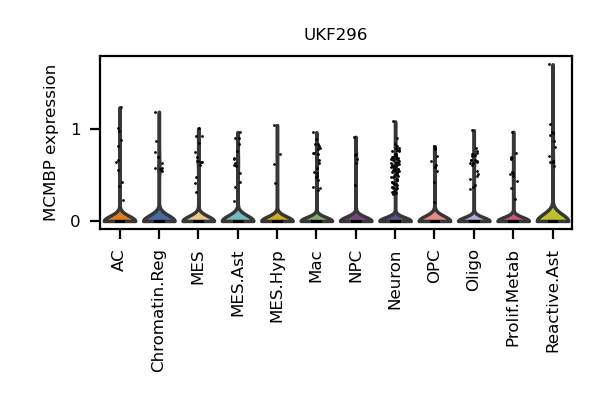 UKF296
MCMBP expression
1
0
AC
Chromatin.Reg
MES
MES.Ast
MES.Hyp
Mac
NPC
Neuron
OPC
Oligo
Prolif.Metab
Reactive.Ast